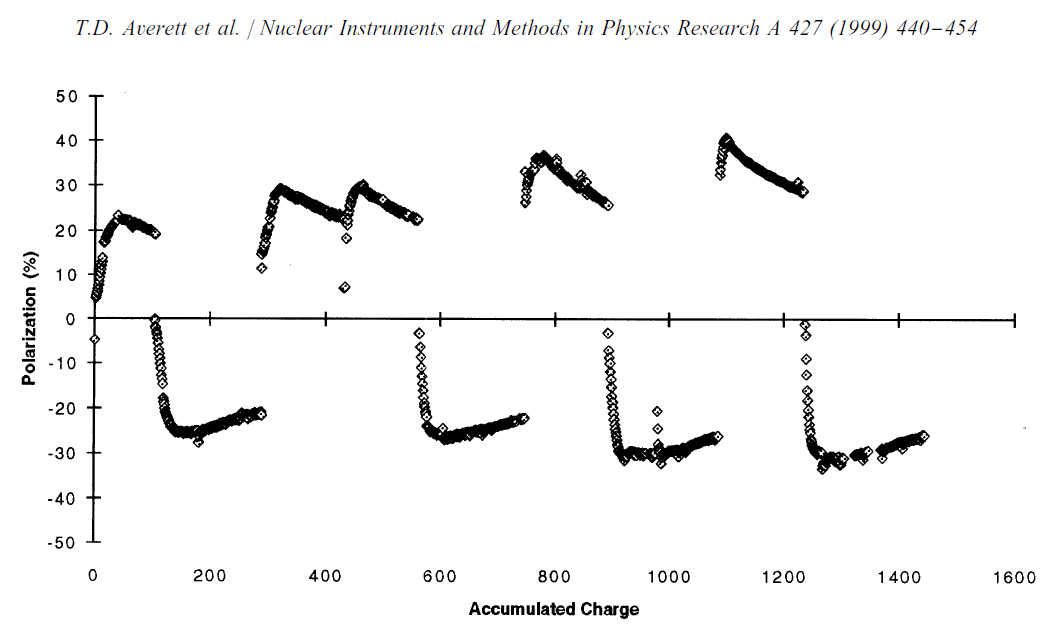 T.D. Averett et al. / Nuclear Instruments and Methods in Physics Research A 427 (1999) 440–454
50
40
30
20
10
0
-10
-20
-30
-40
-50
Polarization (%)
0 200 400 600 800 1000 1200 1400 1600
Accumulated Charge